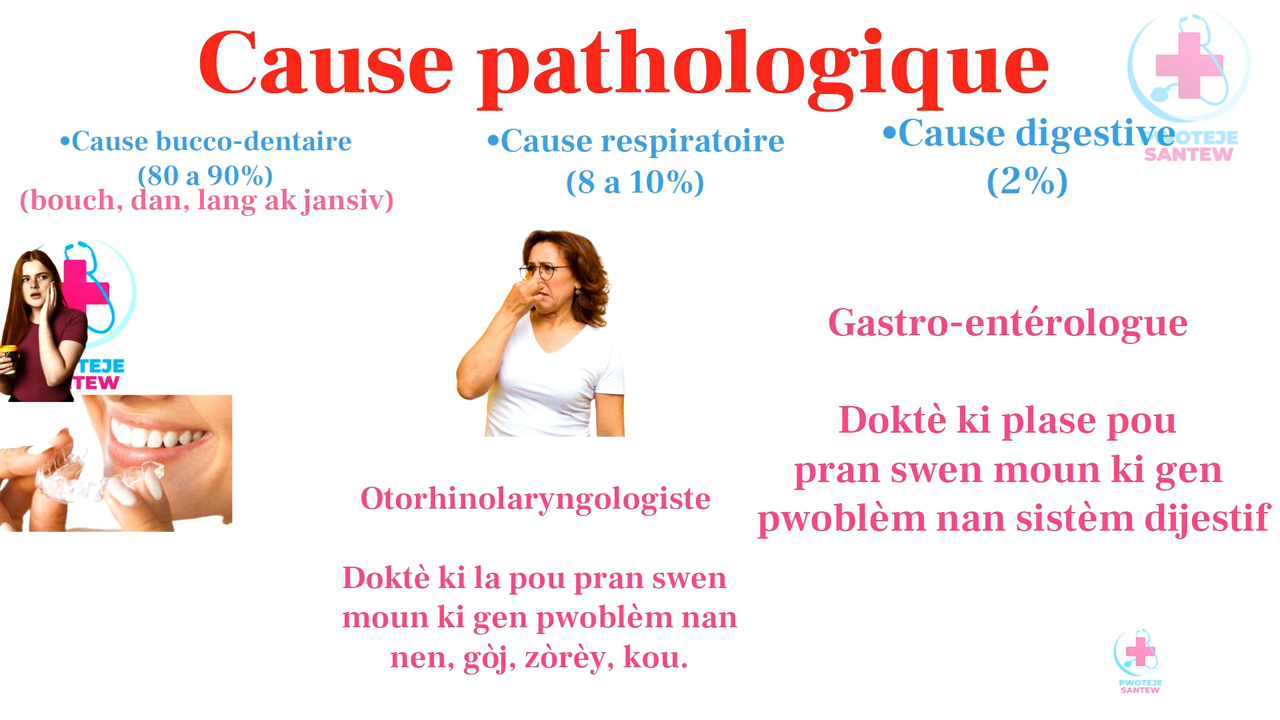 Cause pathologique
•Cause bucco-dentaire
(80 a 90%)
(bouch, dan, lang ak jansiv)
•Cause respiratoire
(8 a 10%)
•Cause digestive
(2%)
PWOTEJE
SANTEW
TEJE
TEW
Otorhinolaryngologiste
Doktè ki la pou pran swen
moun ki gen pwoblèm nan
nen, gòj, zòrèy, kou.
Gastro-entérologue
Doktè ki plase pou
pran swen moun ki gen
pwoblèm nan sistèm dijestif
PWOTEJE
SANTEW